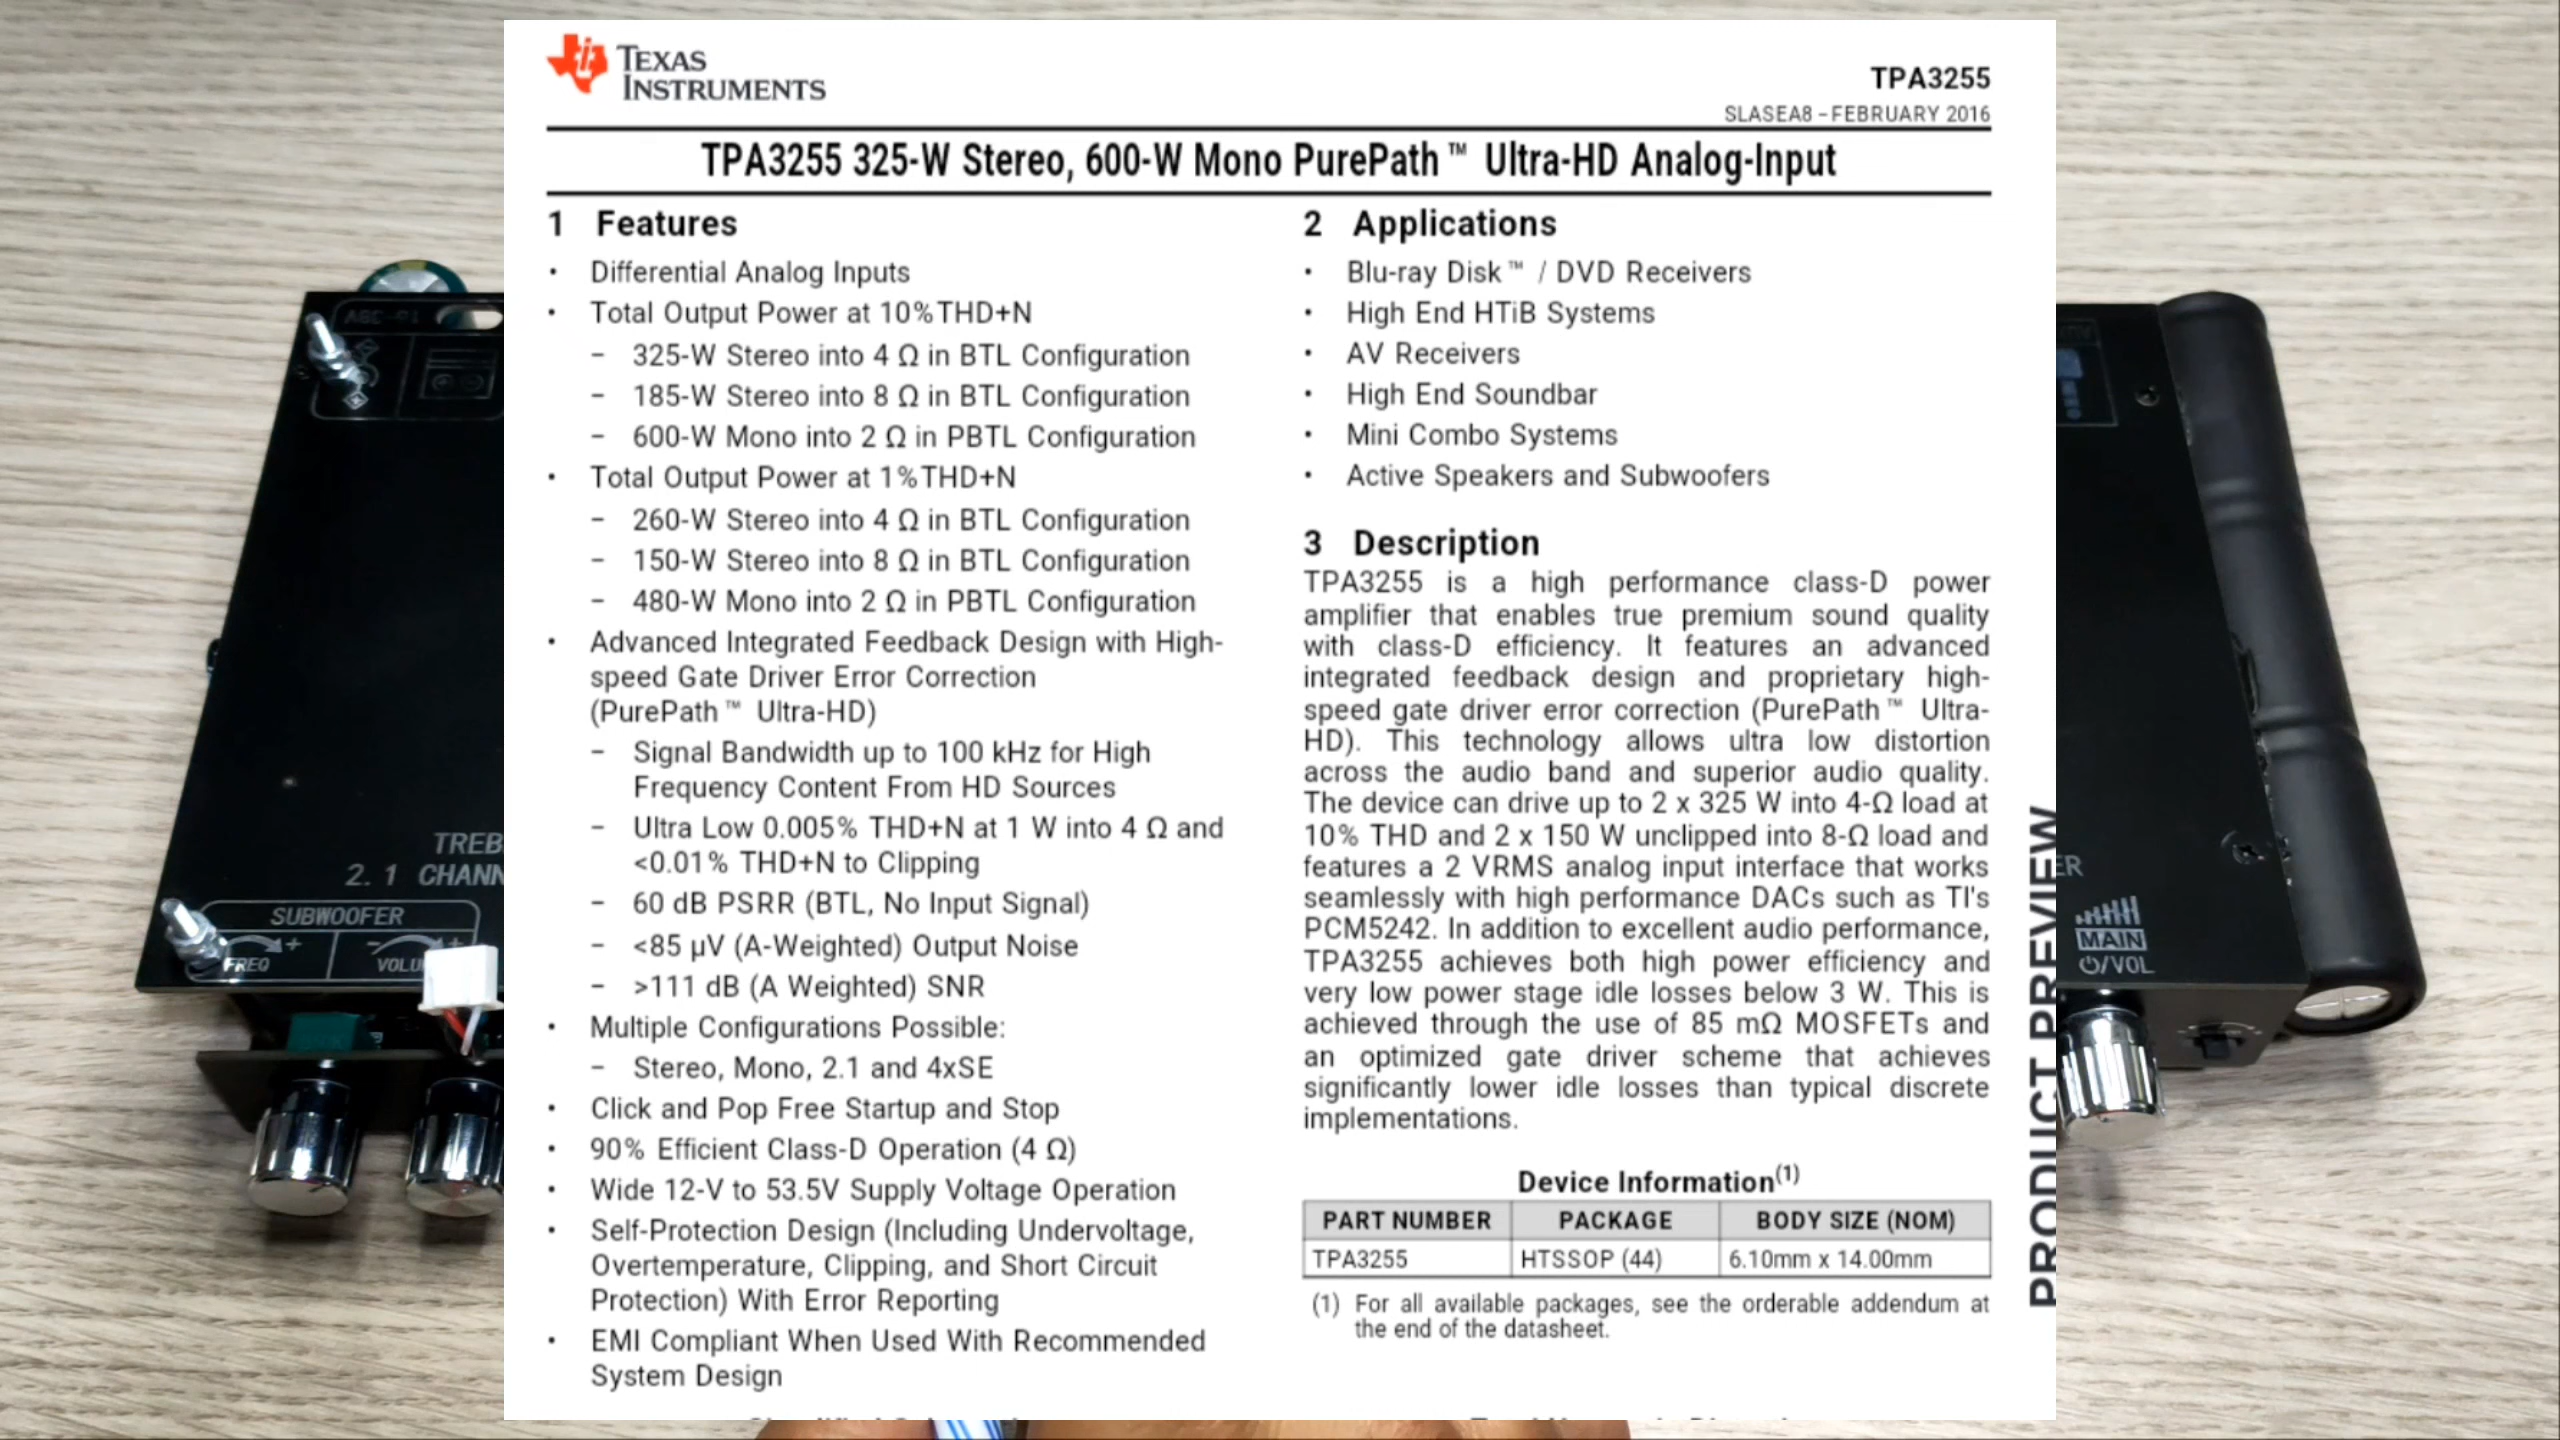 TEXAS
INSTRUMENTS
TPA3255
SLASEA8 – FEBRUARY 2016
TPA3255 325-W Stereo, 600-W Mono PurePath™ Ultra-HD Analog-Input
1 Features
• Differential Analog Inputs
• Total Output Power at 10%THD+N
– 325-W Stereo into 4 Ω in BTL Configuration
– 185-W Stereo into 8 Ω in BTL Configuration
– 600-W Mono into 2 Ω in PBTL Configuration
• Total Output Power at 1%THD+N
– 260-W Stereo into 4 Ω in BTL Configuration
– 150-W Stereo into 8 Ω in BTL Configuration
– 480-W Mono into 2 Ω in PBTL Configuration
• Advanced Integrated Feedback Design with High-
speed Gate Driver Error Correction
(PurePath™ Ultra-HD)
– Signal Bandwidth up to 100 kHz for High
Frequency Content From HD Sources
– Ultra Low 0.005% THD+N at 1 W into 4 Ω and
<0.01% THD+N to Clipping
– 60 dB PSRR (BTL, No Input Signal)
– <85 µV (A-Weighted) Output Noise
– >111 dB (A Weighted) SNR
• Multiple Configurations Possible:
– Stereo, Mono, 2.1 and 4xSE
• Click and Pop Free Startup and Stop
• 90% Efficient Class-D Operation (4 Ω)
• Wide 12-V to 53.5V Supply Voltage Operation
• Self-Protection Design (Including Undervoltage,
Overtemperature, Clipping, and Short Circuit
Protection) With Error Reporting
• EMI Compliant When Used With Recommended
System Design
2 Applications
• Blu-ray Disk™ / DVD Receivers
• High End HTiB Systems
• AV Receivers
• High End Soundbar
• Mini Combo Systems
• Active Speakers and Subwoofers
3 Description
TPA3255 is a high performance class-D power
amplifier that enables true premium sound quality
with class-D efficiency. It features an advanced
integrated feedback design and proprietary high-
speed gate driver error correction (PurePath™ Ultra-
HD). This technology allows ultra low distortion
across the audio band and superior audio quality.
The device can drive up to 2 x 325 W into 4-Ω load at
10% THD and 2 x 150 W unclipped into 8-Ω load and
features a 2 VRMS analog input interface that works
seamlessly with high performance DACs such as TI's
PCM5242. In addition to excellent audio performance,
TPA3255 achieves both high power efficiency and
very low power stage idle losses below 3 W. This is
achieved through the use of 85 mΩ MOSFETs and
an optimized gate driver scheme that achieves
significantly lower idle losses than typical discrete
implementations.
Device Information(1)
PART NUMBER PACKAGE BODY SIZE (NOM)
TPA3255 HTSSOP (44) 6.10mm x 14.00mm
(1) For all available packages, see the orderable addendum at
the end of the datasheet.
PRODUCT PREVIEW
TREB
2.1 CHANN
SUBWOOFER
FREQ
VOLU
ER
MAIN
/VOL